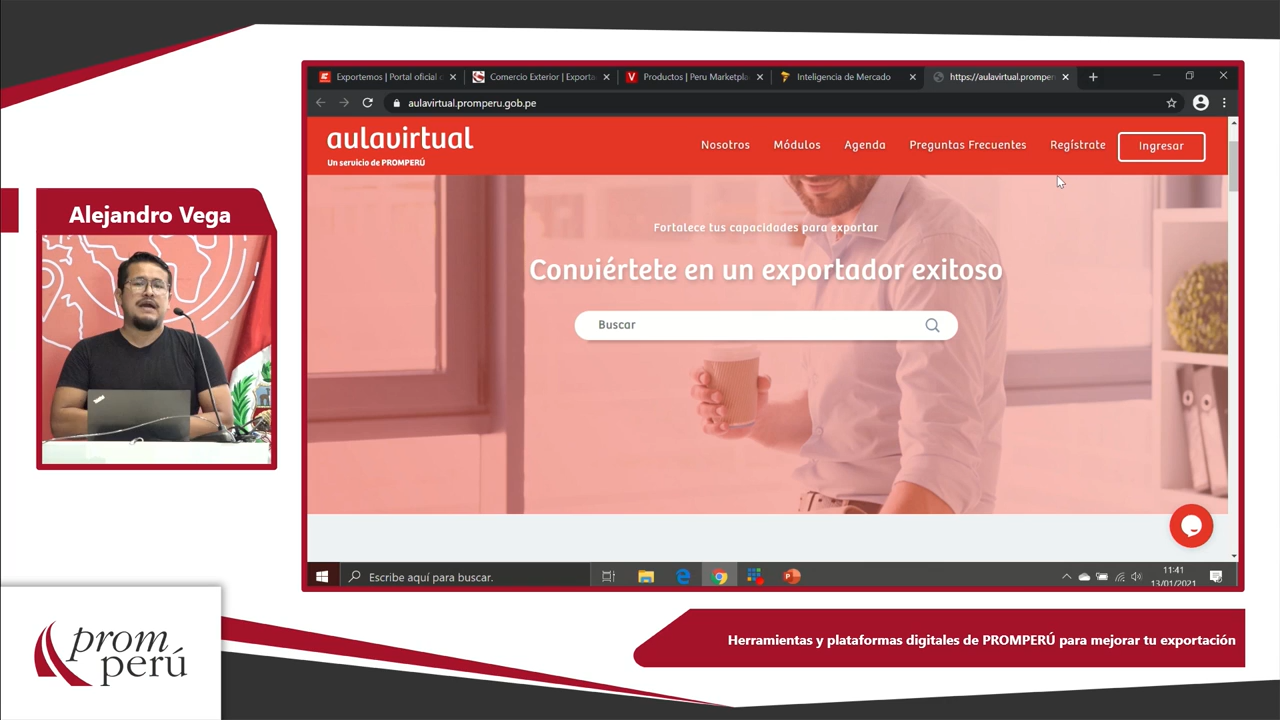 Alejandro Vega
Exportemos | Portal oficial d
Comercio Exterior | Exporta
Productos | Peru Marketpla
Inteligencia de Mercado
https://aulavirtual.promper
aulavirtual.promperu.gob.pe
aulavirtual
Un servicio de PROMPERÚ
Nosotros
Módulos
Agenda
Preguntas Frecuentes
Regístrate
Ingresar
Fortalece tus capacidades para exportar
Conviértete en un exportador exitoso
Buscar
Escribe aquí para buscar.
11:41
13/01/2021
prom
perú
Herramientas y plataformas digitales de PROMPERÚ para mejorar tu exportación